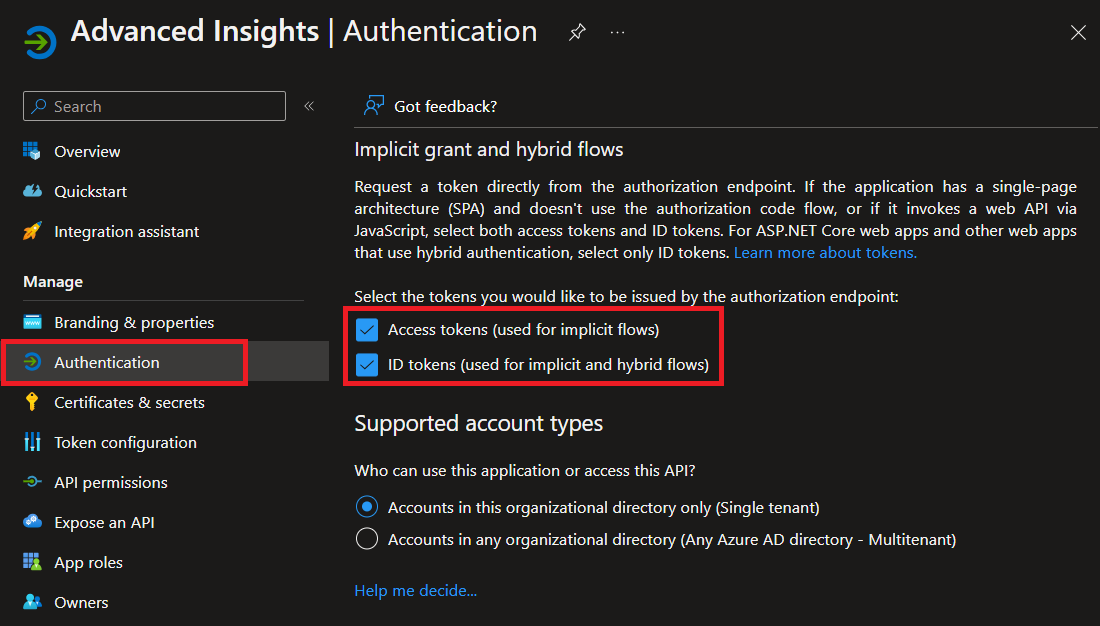 Advanced Insights | Authentication
Search
Overview
Quickstart
Integration assistant
Manage
Branding & properties
Authentication
Certificates & secrets
Token configuration
API permissions
Expose an API
App roles
Owners
Got feedback?
Implicit grant and hybrid flows
Request a token directly from the authorization endpoint. If the application has a single-page
architecture (SPA) and doesn't use the authorization code flow, or if it invokes a web API via
JavaScript, select both access tokens and ID tokens. For ASP.NET Core web apps and other web apps
that use hybrid authentication, select only ID tokens. Learn more about tokens.
Select the tokens you would like to be issued by the authorization endpoint:
Access tokens (used for implicit flows)
ID tokens (used for implicit and hybrid flows)
Supported account types
Who can use this application or access this API?
Accounts in this organizational directory only (Single tenant)
Accounts in any organizational directory (Any Azure AD directory - Multitenant)
Help me decide...